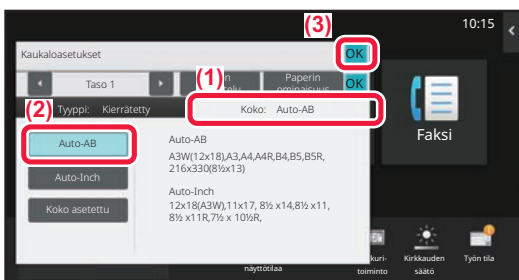 10:15
(3)
Kaukaloasetukset
OK
Taso 1
Paperin
OK
(1)
(2)
Tyyppi: Kierrätetty
Koko: Auto-AB
Auto-AB
Auto-Inch
Koko asetettu
Auto-AB
A3W(12x18),A3,A4,A4R,B4,B5,B5R,
216x330(8½x13)
Auto-Inch
12x18(A3W),11x17, 8½ x14,8½ x11,
8½ x11R,7½ x 10½R,
Faksi
näyttötilaa
toiminto
Kirkkauden
säätö
Työn tila